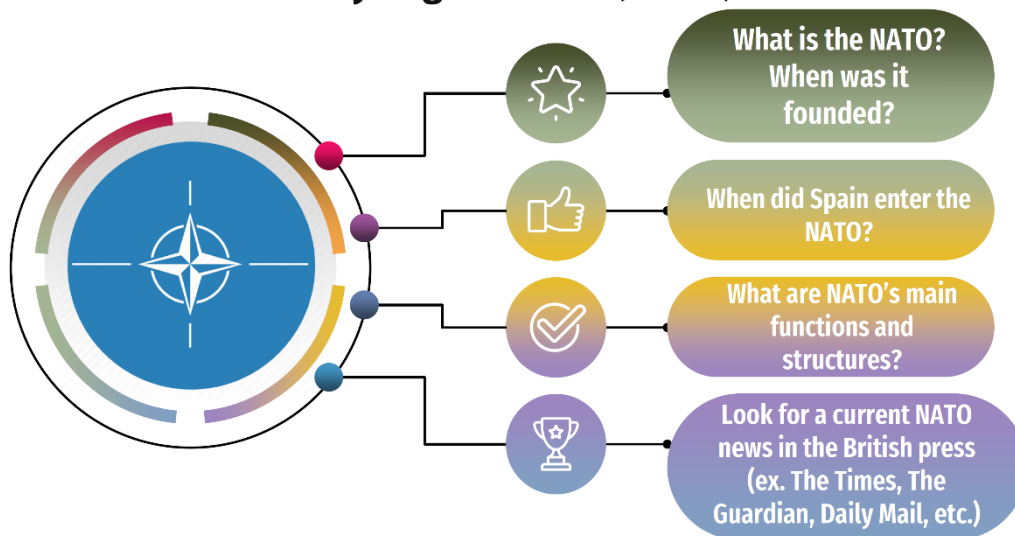 What is the NATO?
When was it
founded?
When did Spain enter the
NATO?
What are NATO’s main
functions and
structures?
Look for a current NATO
news in the British press
(ex. The Times, The
Guardian, Daily Mail, etc.)